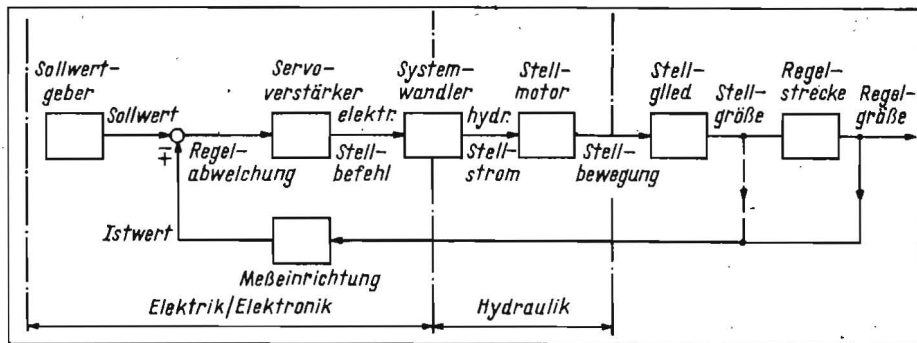 Sollwert-
geber
Sollwert
∓
Regel-
abweichung
Servo-
verstärker
elektr.
Stell-
befehl
System-
wandler
hydr.
Stell-
strom
Stell-
motor
Stell-
bewegung
Stell-
glied
Stell-
größe
Regel-
strecke
Regel-
größe
Istwert
Meßeinrichtung
Elektrik/Elektronik
Hydraulik